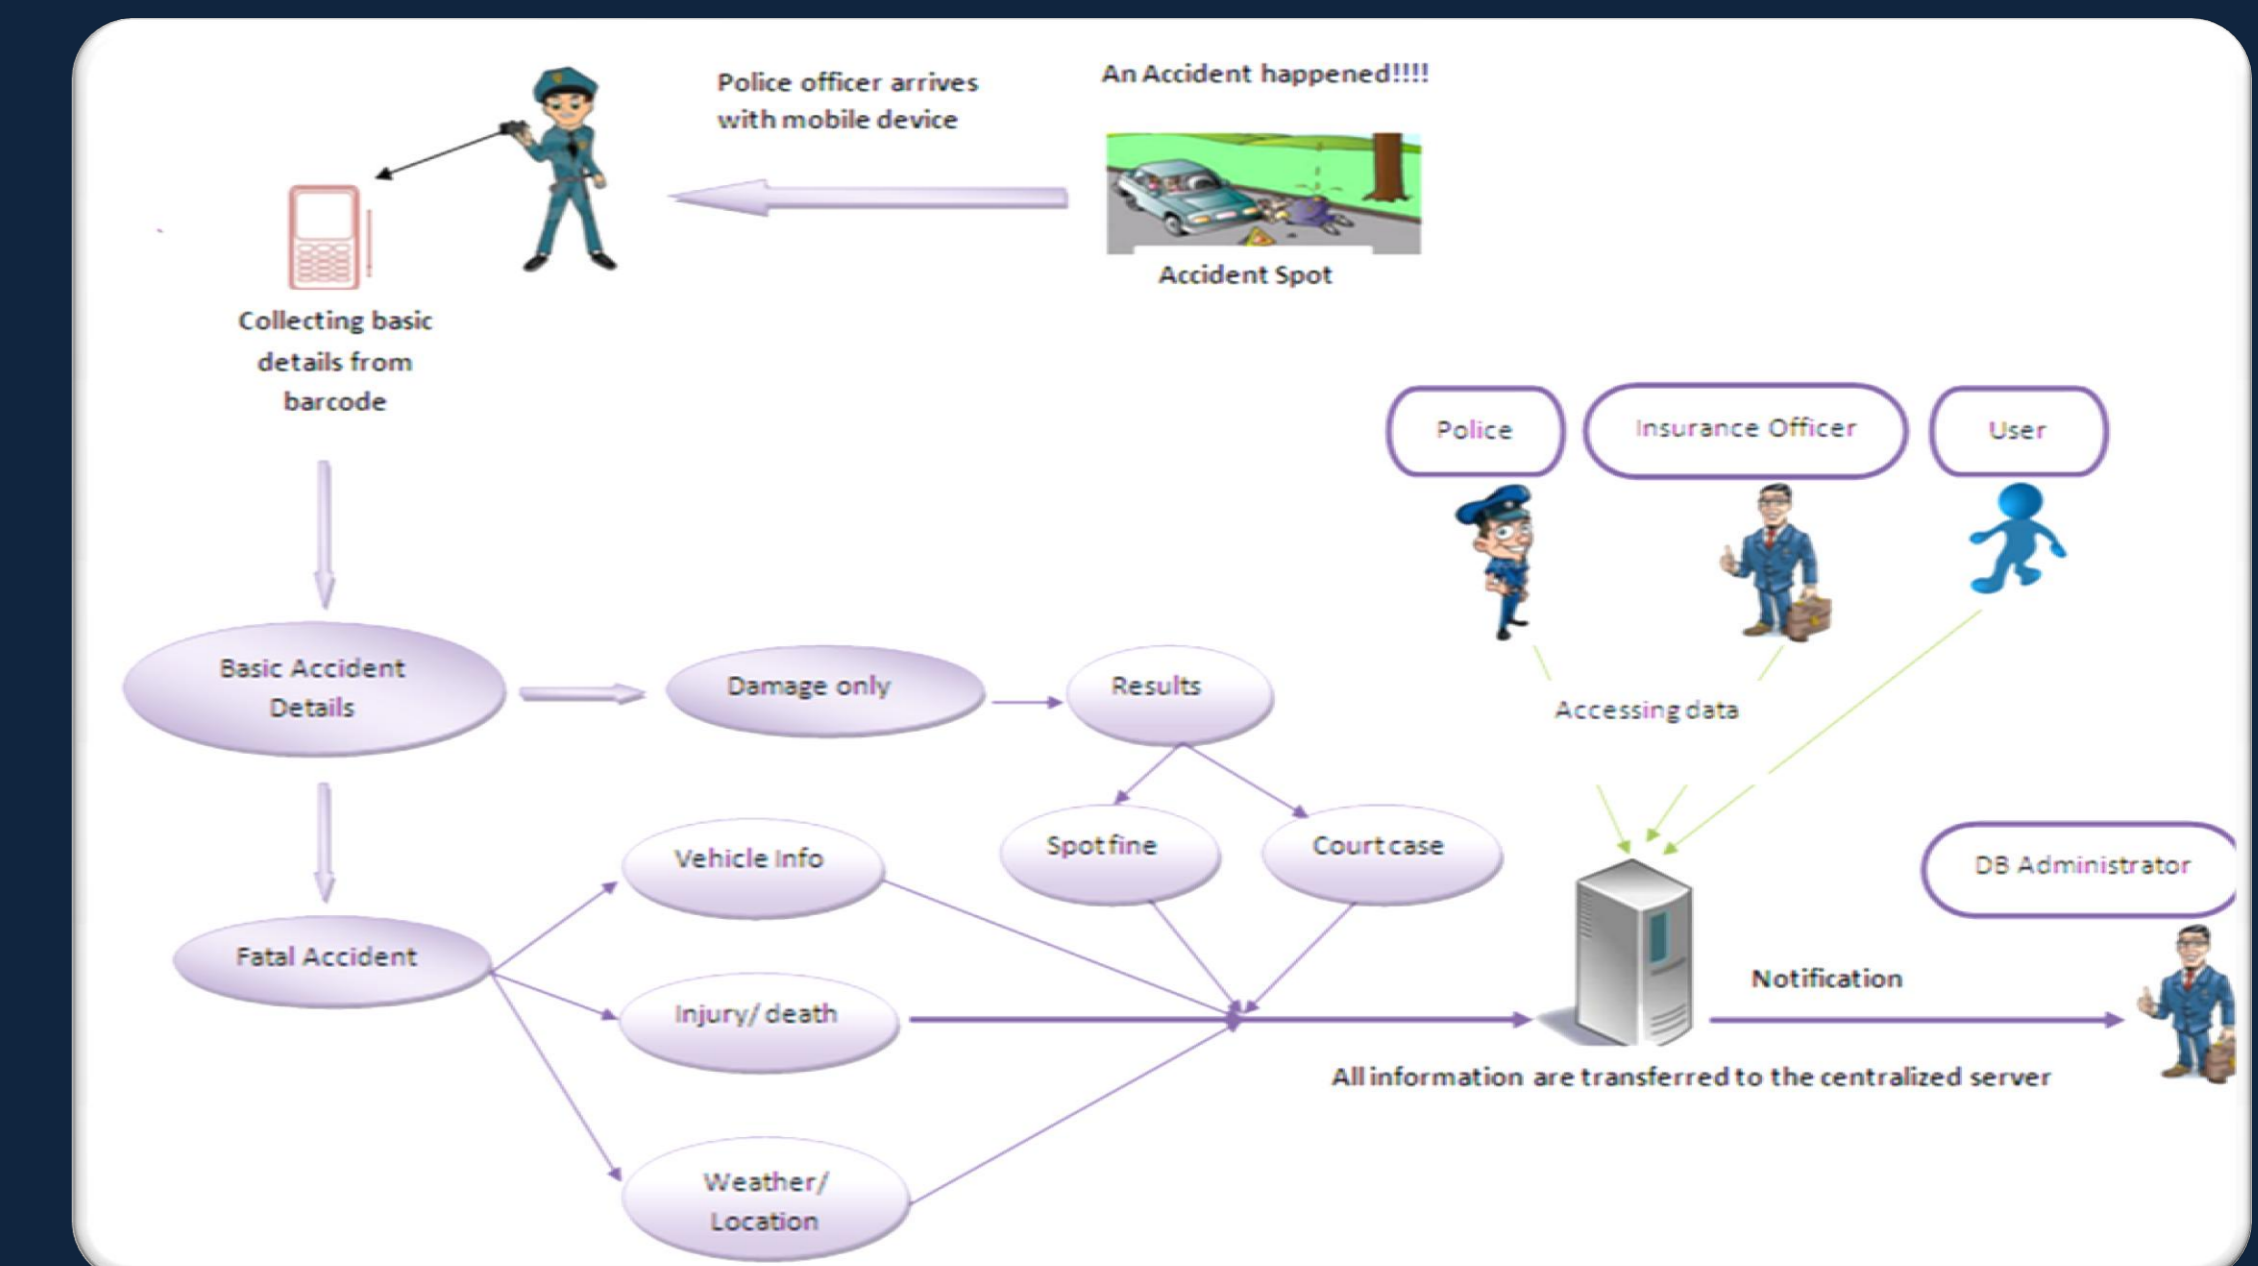 An Accident happened!!!!
Police officer arrives
with mobile device
Accident Spot
Collecting basic
details from
barcode
Police
Insurance Officer
User
Basic Accident
Details
Damage only
Results
Accessing data
Vehicle Info
Spot fine
Court case
DB Administrator
Fatal Accident
Injury/ death
Notification
All information are transferred to the centralized server
Weather/
Location